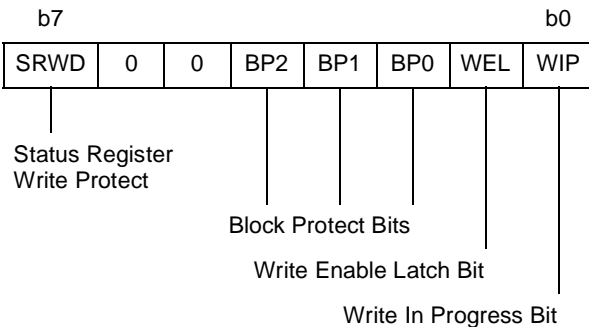 b7 b0
SRWD 0 0 BP2 BP1 BP0 WEL WIP
Status Register
Write Protect
Block Protect Bits
Write Enable Latch Bit
Write In Progress Bit